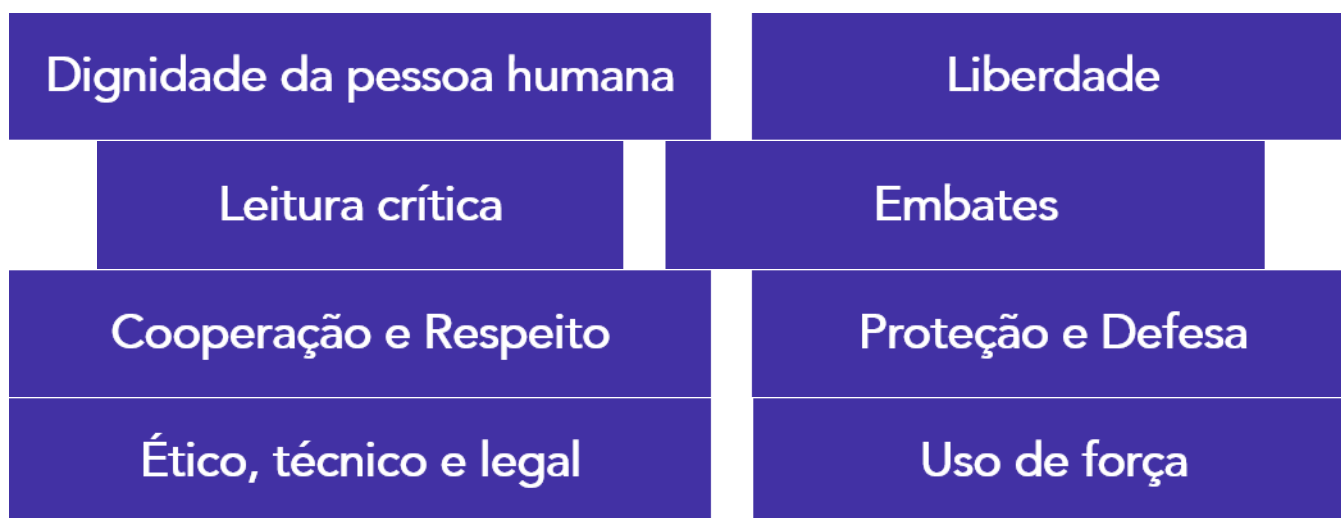 Dignidade da pessoa humana
Liberdade
Leitura crítica
Embates
Cooperação e Respeito
Proteção e Defesa
Ético, técnico e legal
Uso de força